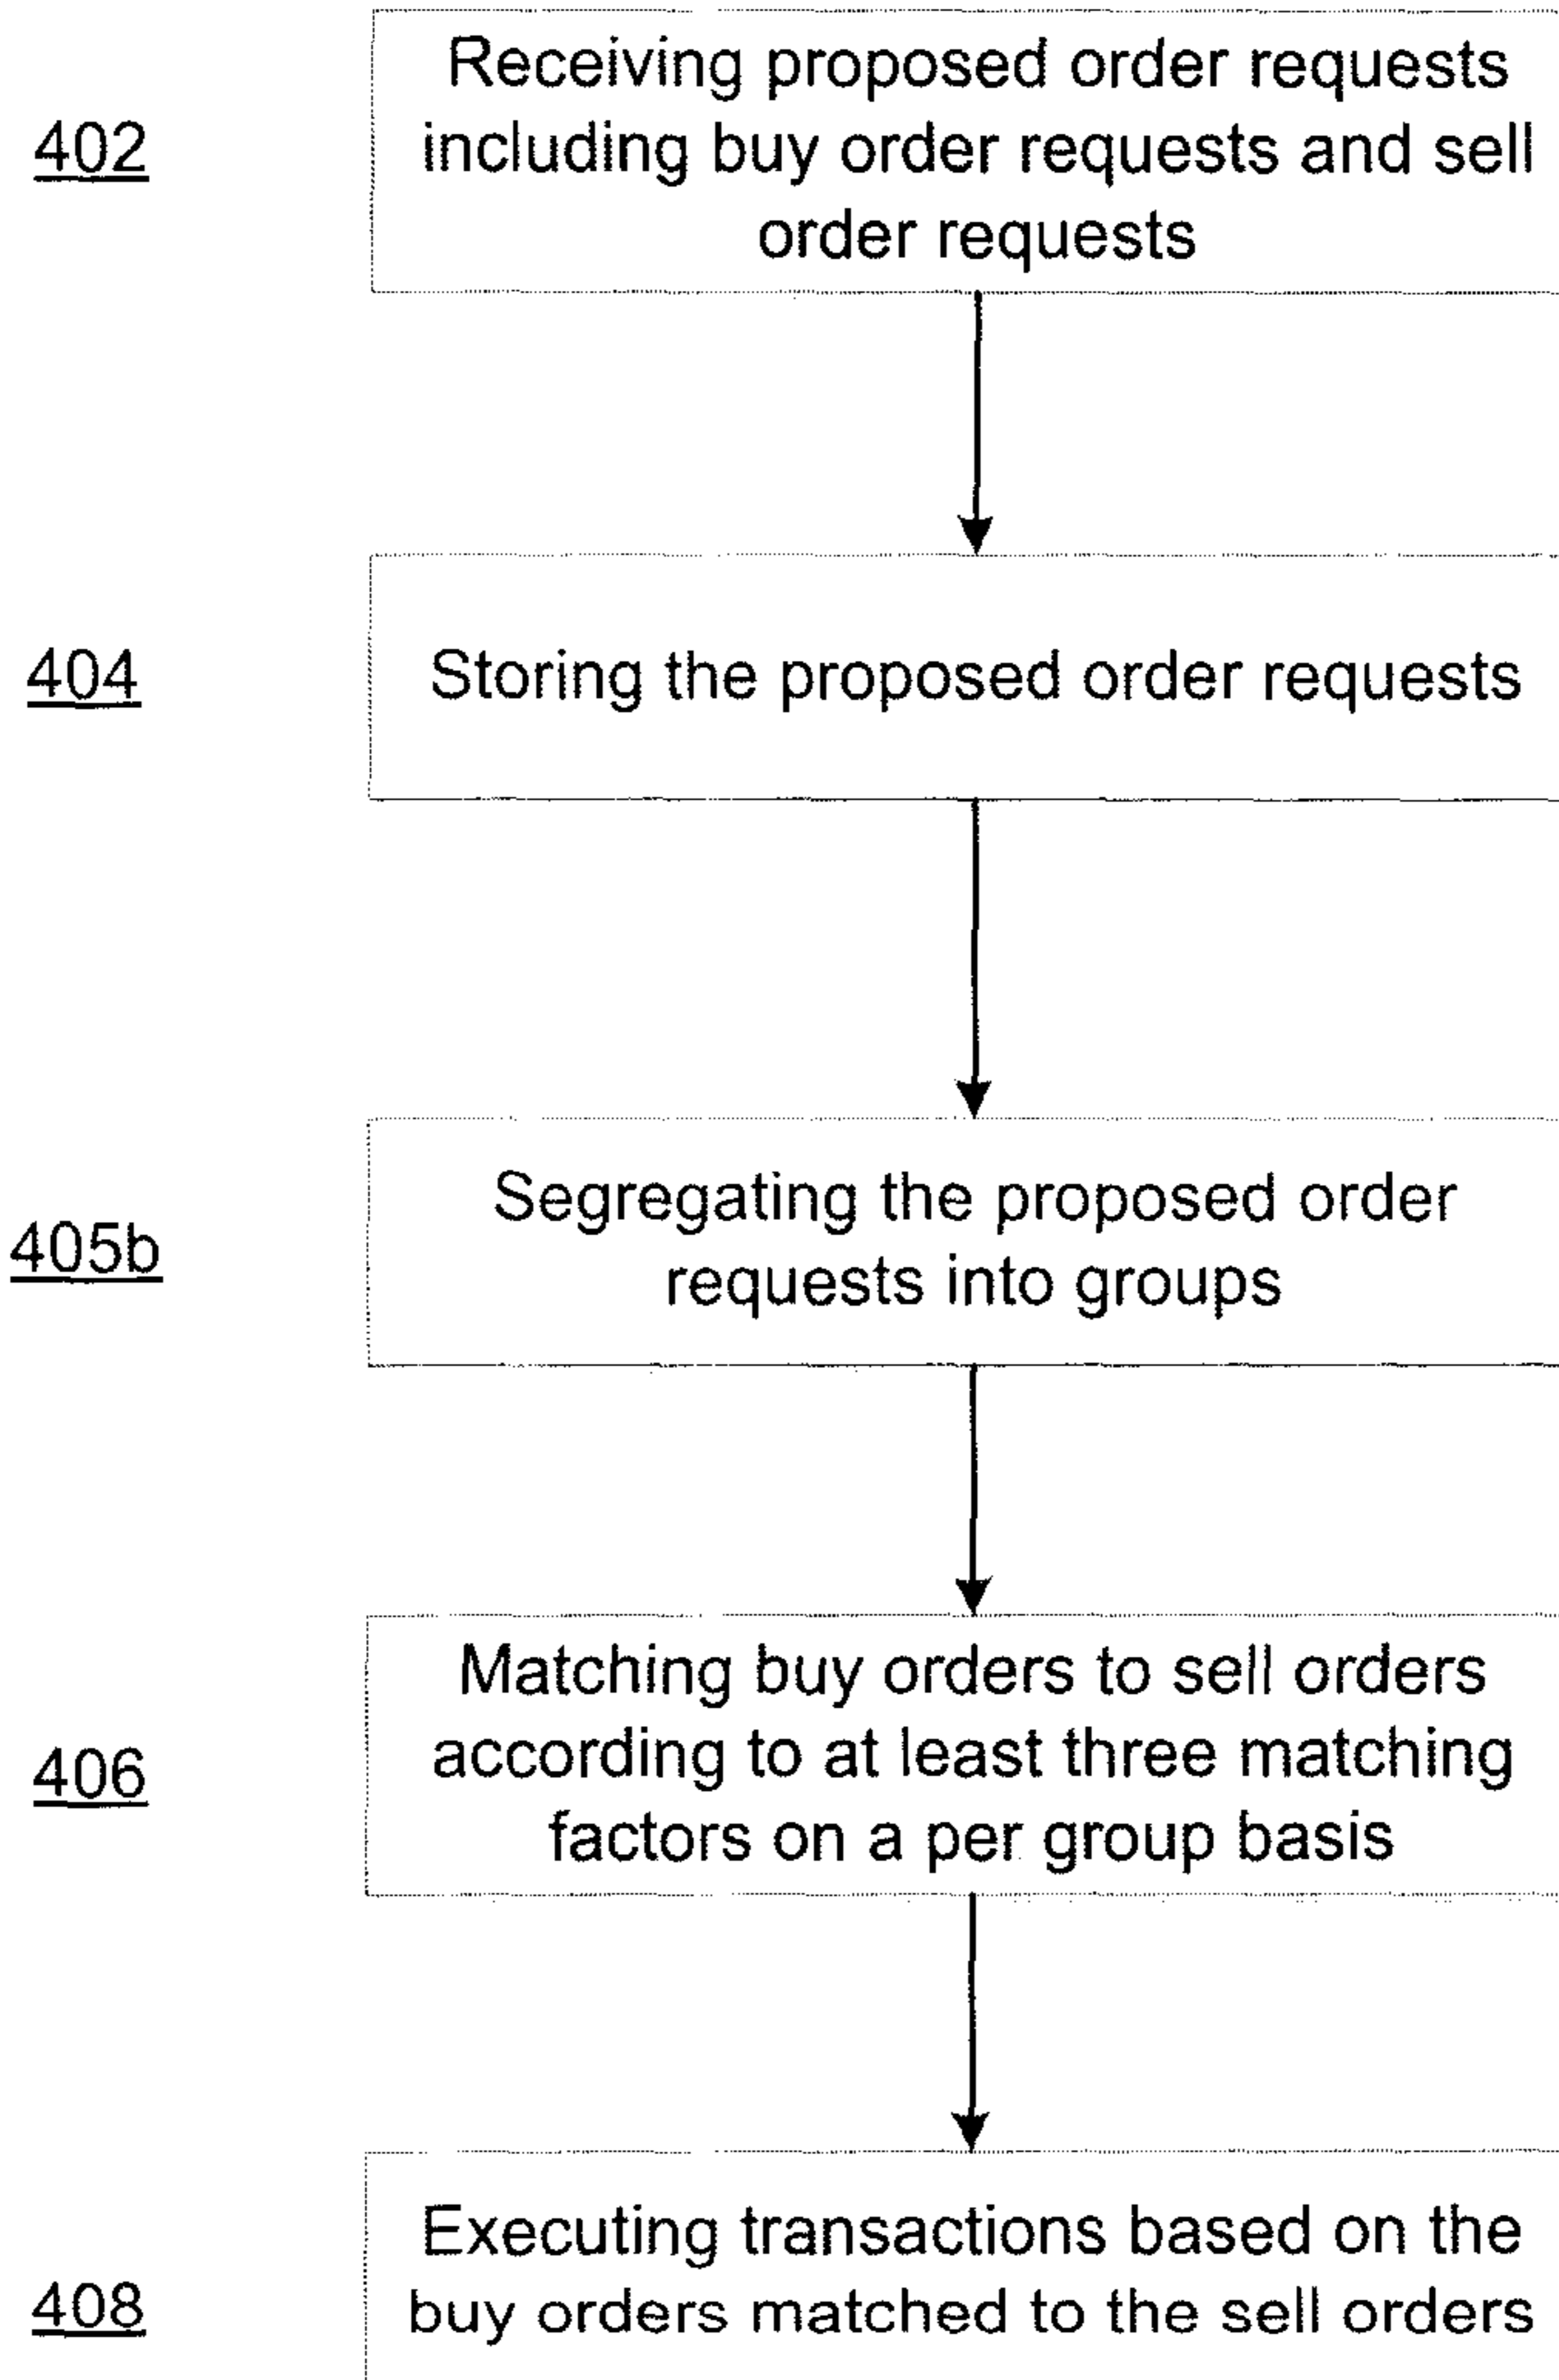 Receiving proposed order requests
402
including buy order requests and sell
order requests
404
Storing the proposed order requests
Segregating the proposed order
405b
requests into groups
Matching buy orders to sell orders
406
according to at least three matching
factors on a per group basis
Executing transactions based on the
408
buy orders matched to the sell orders